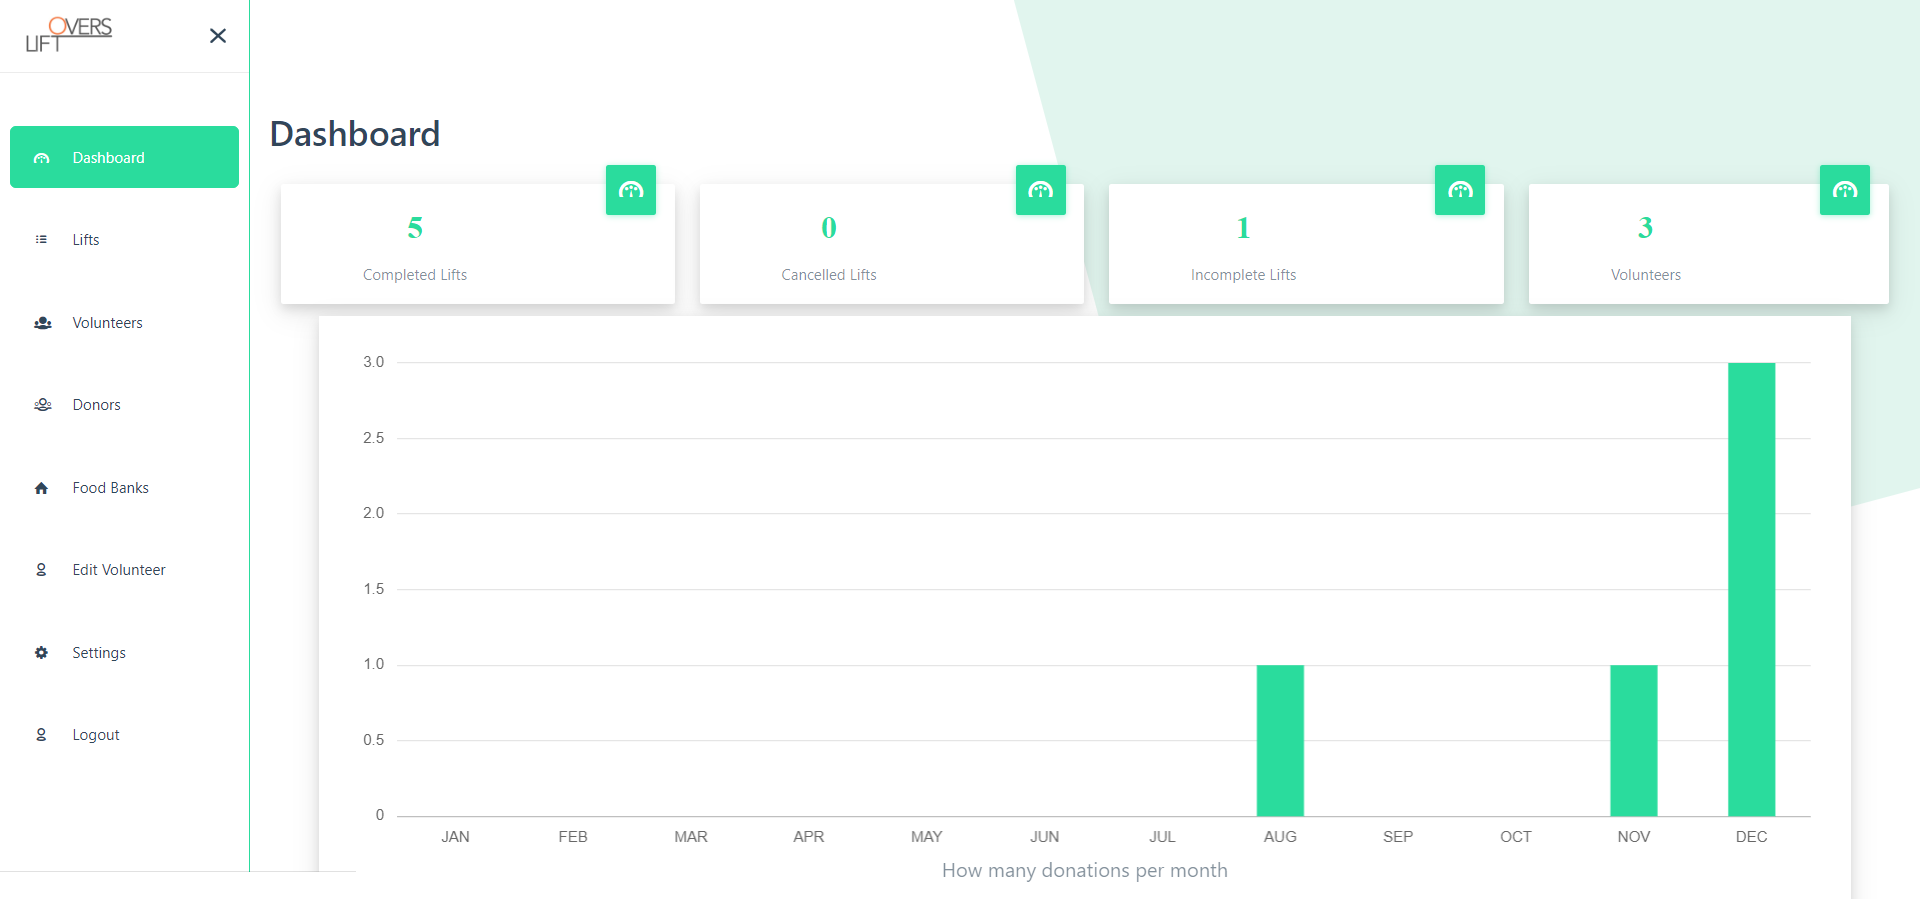 OVERS
LIFT
Dashboard
Lifts
Volunteers
Donors
Food Banks
Edit Volunteer
Settings
Logout
Dashboard
5
Completed Lifts
0
Cancelled Lifts
1
Incomplete Lifts
3
Volunteers
3.0
2.5
2.0
1.5
1.0
0.5
0
JAN FEB MAR APR MAY JUN JUL AUG SEP OCT NOV DEC
How many donations per month